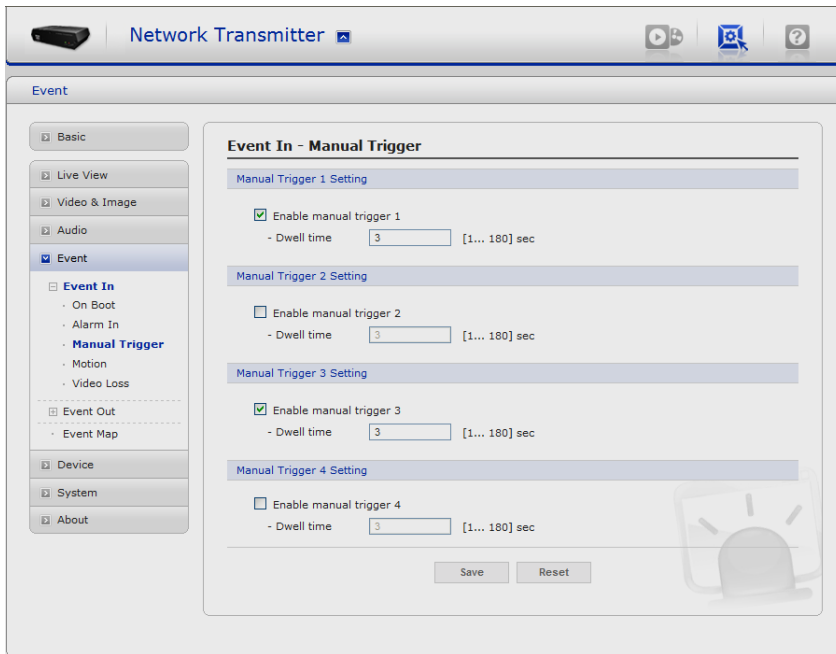 Network Transmitter
?
Event
Basic
Live View
Video & Image
Audio
Event
Event In
· On Boot
· Alarm In
· Manual Trigger
· Motion
· Video Loss
Event Out
· Event Map
Device
System
About
Event In - Manual Trigger
Manual Trigger 1 Setting
Enable manual trigger 1
- Dwell time 3 [1... 180] sec
Manual Trigger 2 Setting
Enable manual trigger 2
- Dwell time 3 [1... 180] sec
Manual Trigger 3 Setting
Enable manual trigger 3
- Dwell time 3 [1... 180] sec
Manual Trigger 4 Setting
Enable manual trigger 4
- Dwell time 3 [1... 180] sec
Save Reset